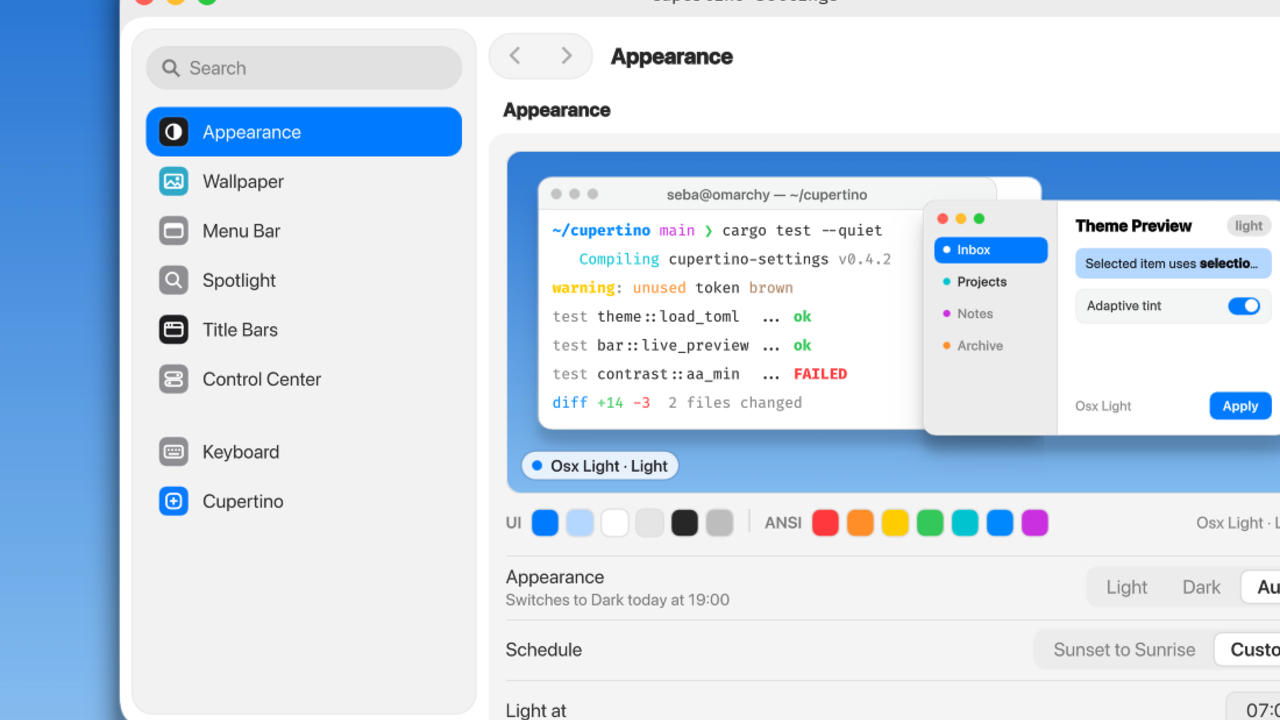 Search
Appearance
Wallpaper
Menu Bar
Spotlight
Title Bars
Control Center
Keyboard
Cupertino
Appearance
Appearance
seba@omarchy — ~/cupertino
~/cupertino main ❯ cargo test --quiet
Compiling cupertino-settings v0.4.2
warning: unused token brown
test theme::load_toml ... ok
test bar::live_preview ... ok
test contrast::aa_min ... FAILED
diff +14 -3 2 files changed
Inbox
Projects
Notes
Archive
Theme Preview light
Selected item uses selectio…
Adaptive tint
Osx Light Apply
Osx Light · Light
UI ANSI Osx Light ·
Appearance
Switches to Dark today at 19:00
Light Dark
Schedule
Sunset to Sunrise
Light at